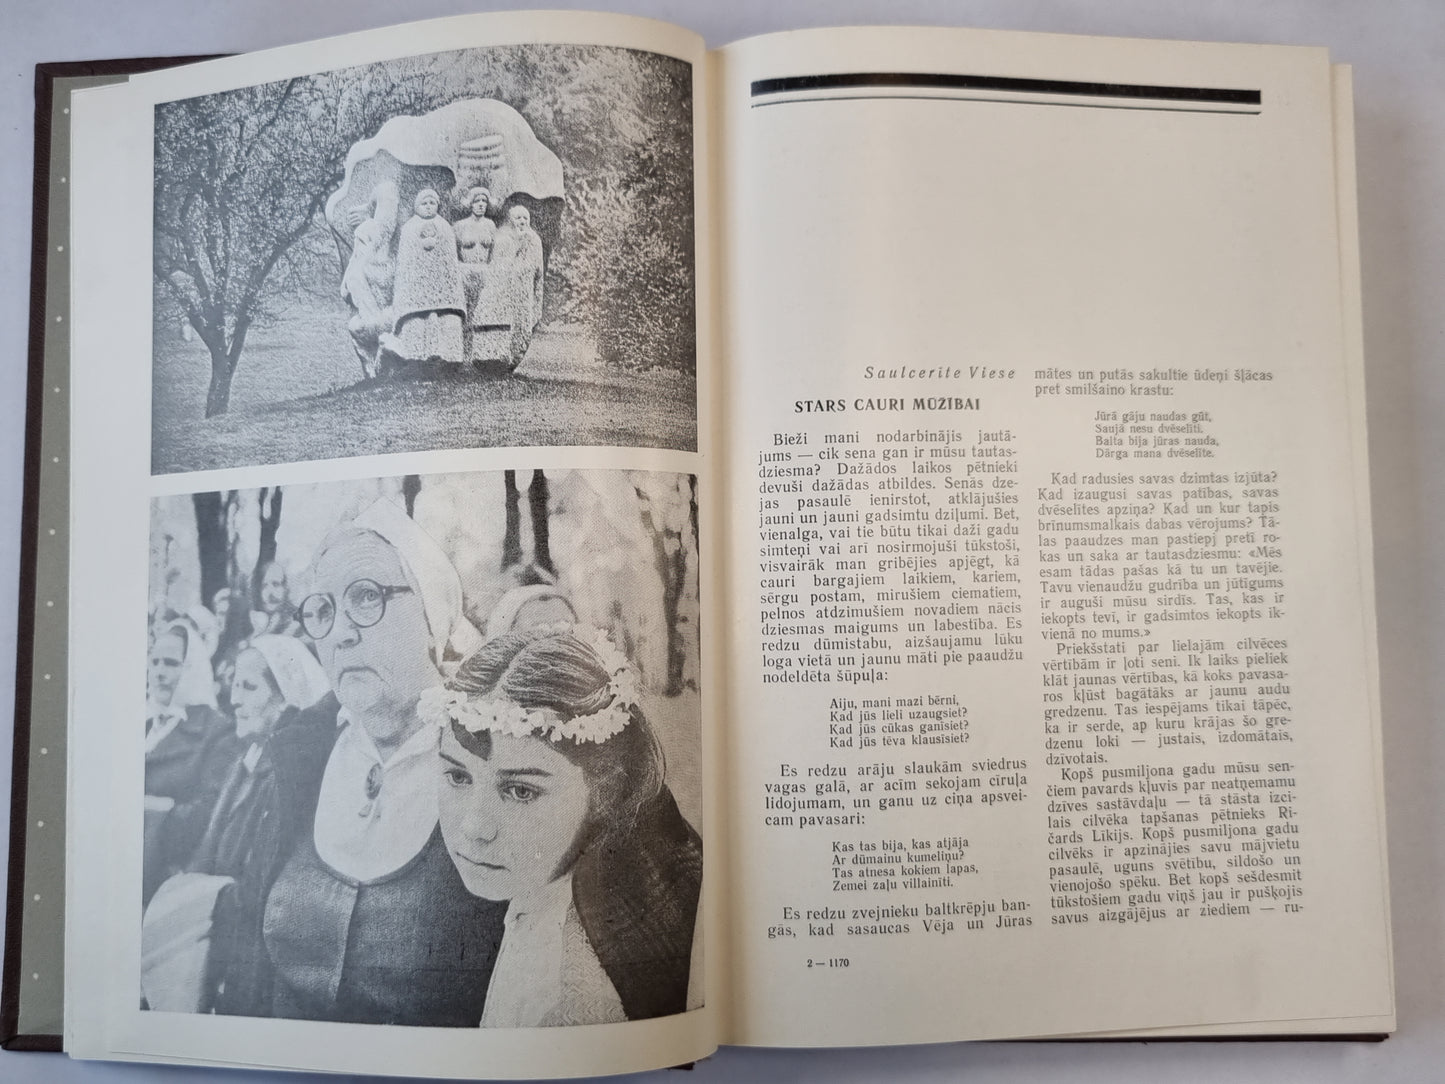 Saulcerīte Viese
STARS CAURI MŪŽĪBAI
Bieži mani nodarbinājis jautā-
jums — cik sena gan ir mūsu tautas-
dziesma? Dažādos laikos pētnieki
devuši dažādas atbildes. Senās dze-
jas pasaulē ienirstot, atklājušies
jauni un jauni gadsimtu dziļumi. Bet,
vienalga, vai tie būtu tikai daži gadu
simteņi vai arī nosirmojuši tūkstoši,
visvairāk man gribējies apjēgt, kā
cauri bargajiem laikiem, kariem,
sērgu postam, mirušiem ciematiem,
pelnos atdzimušiem novadiem nācis
dziesmas maigums un labestība. Es
redzu dūmistabu, aizšaujamu lūku
loga vietā un jaunu māti pie paaudžu
nodeldēta šūpuļa:
Aiju, mani mazi bērni,
Kad jūs lieli uzaugsiet?
Kad jūs cūkas ganīsiet?
Kad jūs tēva klausīsiet?
Es redzu arāju slaukām sviedrus
vagas galā, ar acīm sekojam cīruļa
lidojumam, un ganu uz ciņa apsvei-
cam pavasari:
Kas tas bija, kas atjāja
Ar dūmainu kumeliņu?
Tas atnesa kokiem lapas,
Zemei zaļu villainīti.
Es redzu zvejnieku baltkrēpju ban-
gās, kad sasaucas Vēja un Jūras
2 — 1170
mātes un putās sakultie ūdeņi šļācas
pret smilšaino krastu:
Jūrā gāju naudas gūt,
Saujā nesu dvēselīti.
Balta bija jūras nauda,
Dārga mana dvēselīte.
Kad radusies savas dzimtas izjūta?
Kad izaugusi savas patības, savas
dvēselītes apziņa? Kad un kur tapis
brīnumsmalkais dabas vērojums? Tā-
las paaudzes man pastiepj pretī ro-
kas un saka ar tautasdziesmu: «Mēs
esam tādas pašas kā tu un tavējie.
Tavu vienaudžu gudrība un jūtīgums
ir auguši mūsu sirdīs. Tas, kas ir
iekopts tevī, ir gadsimtos iekopts ik-
vienā no mums.»
Priekšstati par lielajām cilvēces
vērtībām ir ļoti seni. Ik laiks pieliek
klāt jaunas vērtības, kā koks pavasa-
ros kļūst bagātāks ar jaunu audu
gredzenu. Tas iespējams tikai tāpēc,
ka ir serde, ap kuru krājas šo gre-
dzenu loki — justais, izdomātais,
dzīvotais.
Kopš pusmiljona gadu mūsu sen-
čiem pavards kļuvis par neatņemamu
dzīves sastāvdaļu — tā stāsta izci-
lais cilvēka tapšanas pētnieks Ri-
čards Līkijs. Kopš pusmiljona gadu
cilvēks ir apzinājies savu mājvietu
pasaulē, uguns svētību, sildošo un
vienojošo spēku. Bet kopš sešdesmit
tūkstošiem gadu viņš jau ir pušķojis
savus aizgājējus ar ziediem — ru-